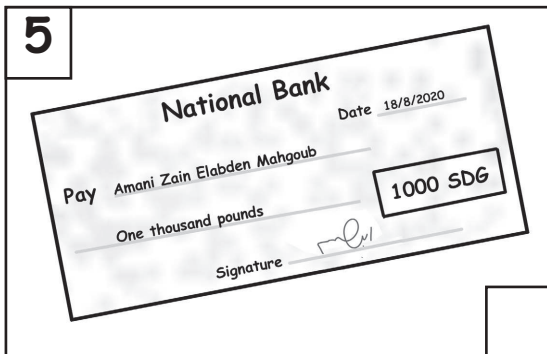 5
National Bank
Date 18/8/2020
Pay Amani Zain Elabden Mahgoub
One thousand pounds
1000 SDG
Signature